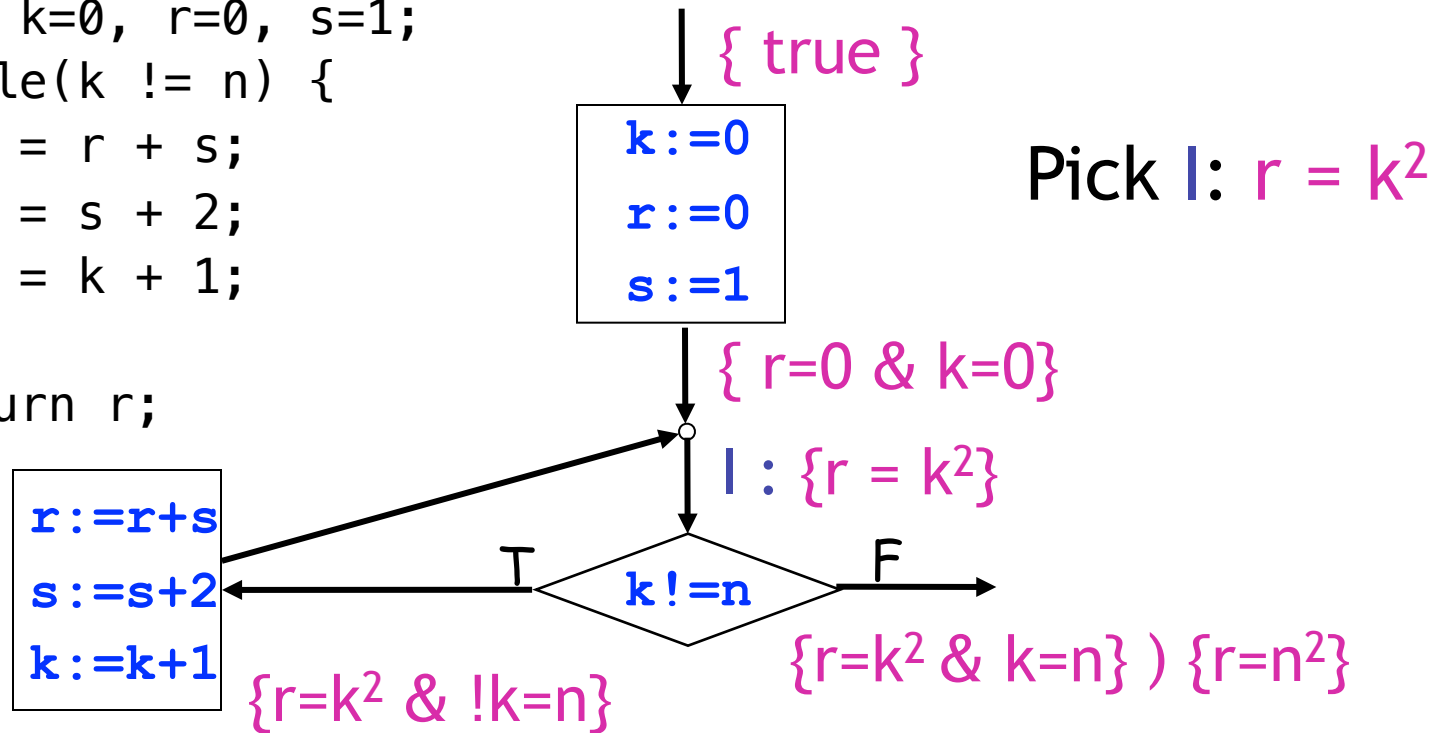 k=0, r=0, s=1;
le(k != n) {
= r + s;
= s + 2;
= k + 1;
urn r;
{ true }
k:=0
r:=0
s:=1
Pick I: r = k²
{ r=0 & k=0}
I : {r = k²}
r:=r+s
s:=s+2
k:=k+1
T
k!=n
F
{r=k² & !k=n}
{r=k² & k=n} ) {r=n²}